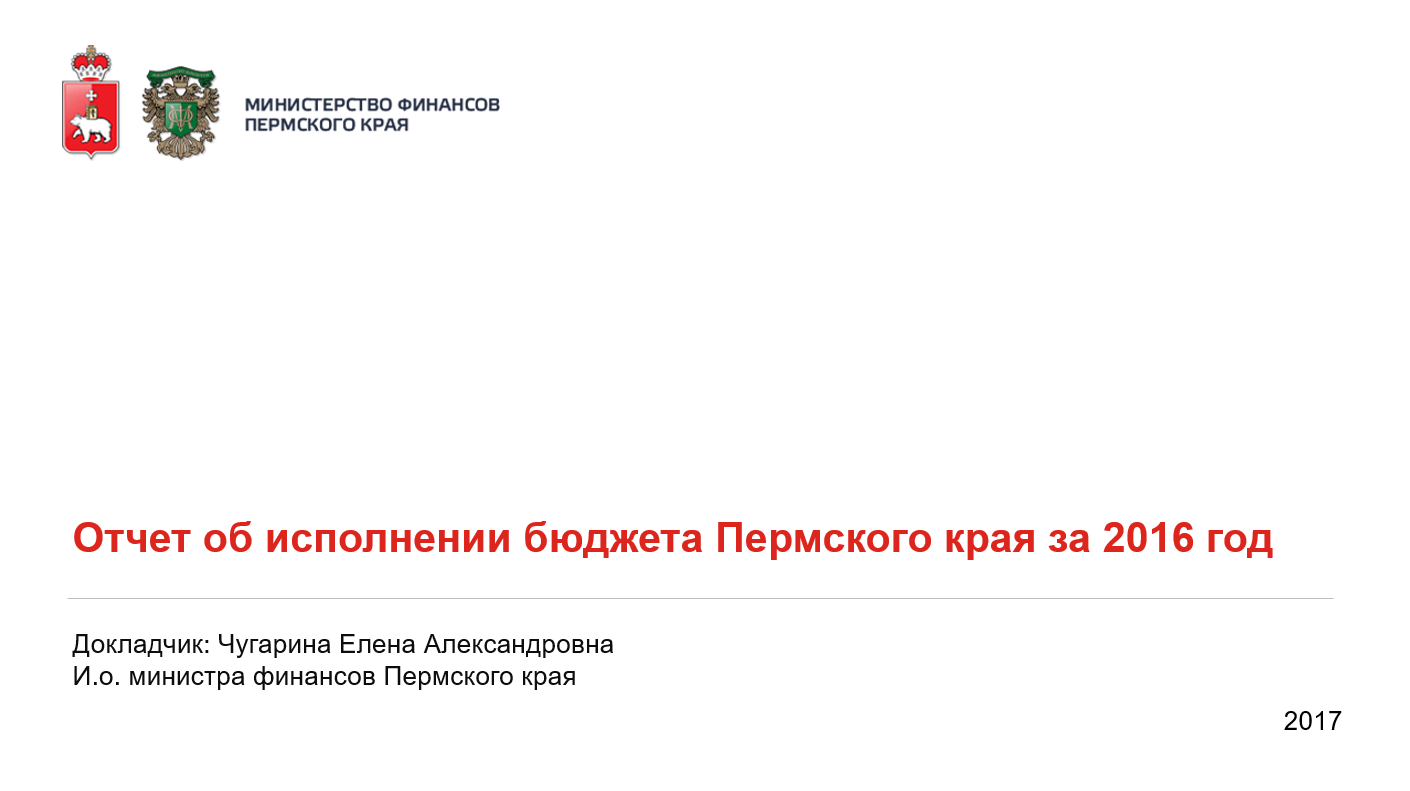 МИНИСТЕРСТВО ФИНАНСОВ
ПЕРМСКОГО КРАЯ
Отчет об исполнении бюджета Пермского края за 2016 год
Докладчик: Чугарина Елена Александровна
И.о. министра финансов Пермского края
2017